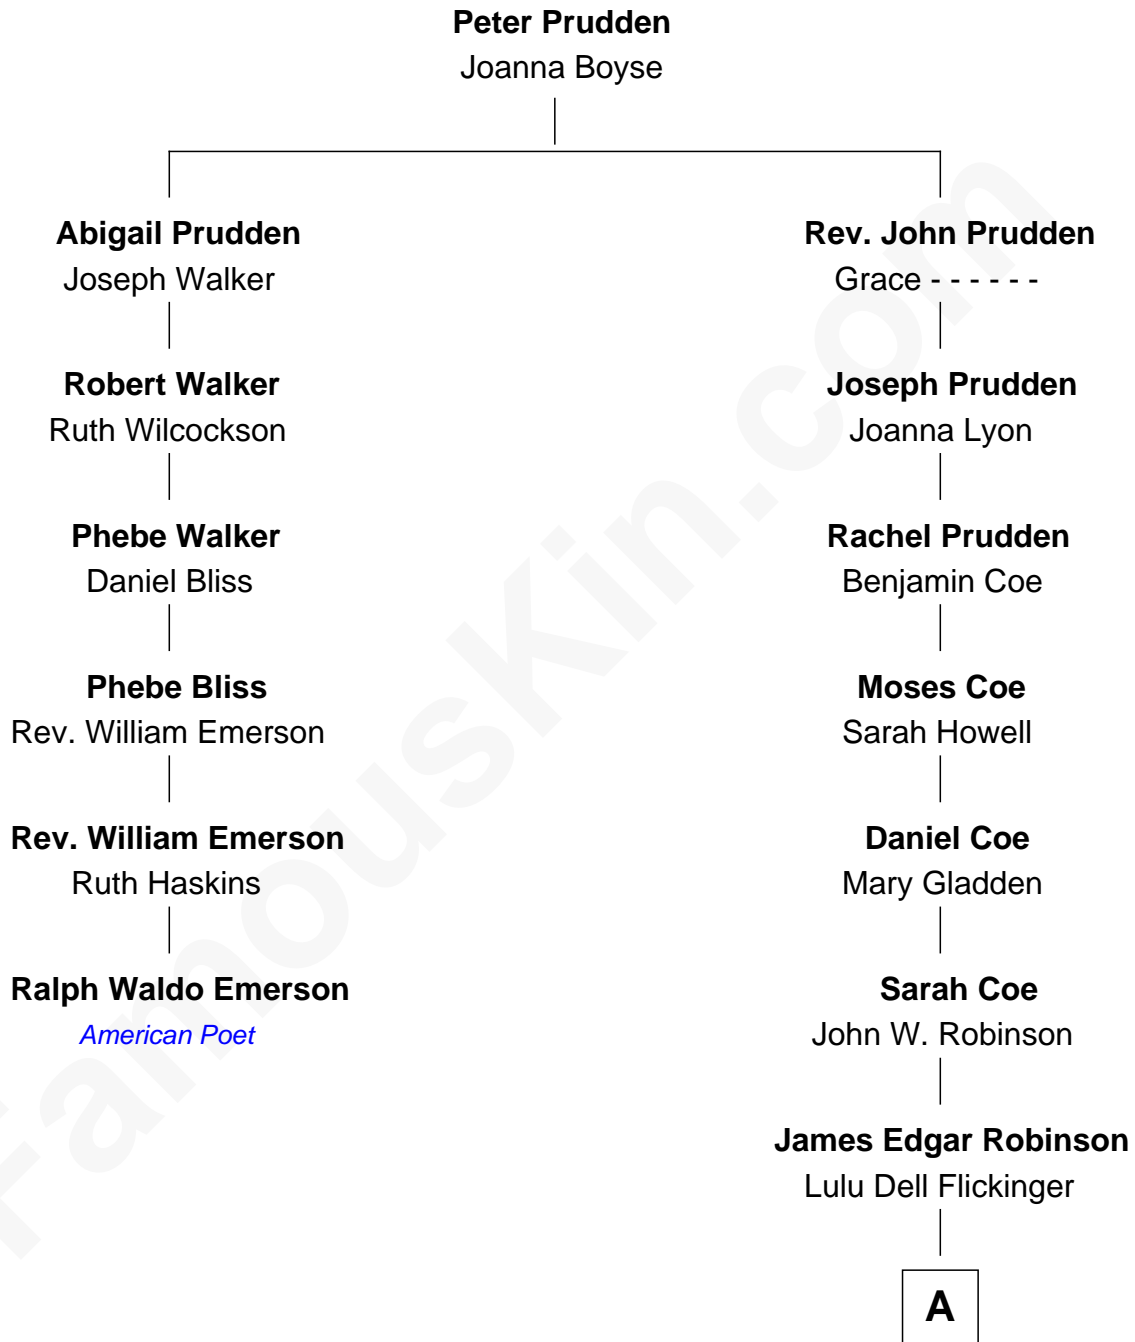 Peter Prudden
Joanna Boyse
Abigail Prudden
Joseph Walker
Robert Walker
Ruth Wilcockson
Phebe Walker
Daniel Bliss
Phebe Bliss
Rev. William Emerson
Rev. William Emerson
Ruth Haskins
Ralph Waldo Emerson
American Poet
Rev. John Prudden
Grace - - - - - -
Joseph Prudden
Joanna Lyon
Rachel Prudden
Benjamin Coe
Moses Coe
Sarah Howell
Daniel Coe
Mary Gladden
Sarah Coe
John W. Robinson
James Edgar Robinson
Lulu Dell Flickinger
A
FamousKin.com